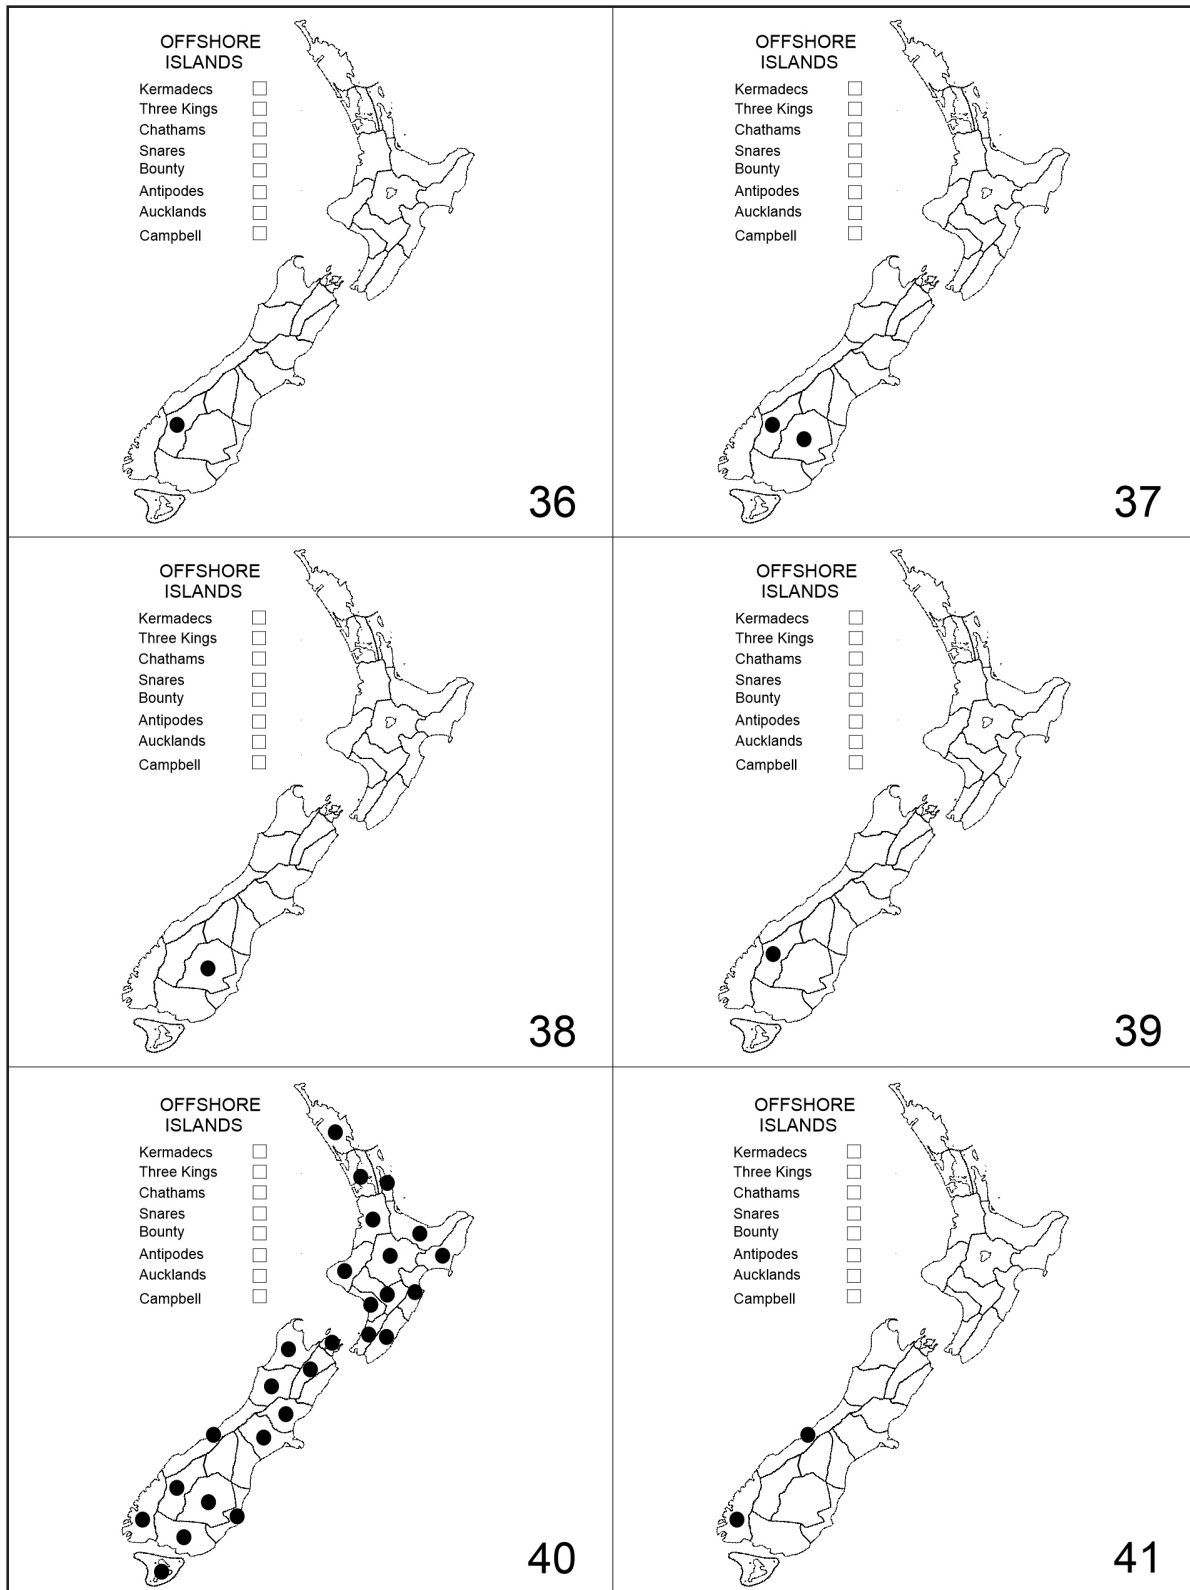 OFFSHORE
ISLANDS
Kermadecs
Three Kings
Chathams
Snares
Bounty
Antipodes
Aucklands
Campbell
36
OFFSHORE
ISLANDS
Kermadecs
Three Kings
Chathams
Snares
Bounty
Antipodes
Aucklands
Campbell
37
OFFSHORE
ISLANDS
Kermadecs
Three Kings
Chathams
Snares
Bounty
Antipodes
Aucklands
Campbell
38
OFFSHORE
ISLANDS
Kermadecs
Three Kings
Chathams
Snares
Bounty
Antipodes
Aucklands
Campbell
39
OFFSHORE
ISLANDS
Kermadecs
Three Kings
Chathams
Snares
Bounty
Antipodes
Aucklands
Campbell
40
OFFSHORE
ISLANDS
Kermadecs
Three Kings
Chathams
Snares
Bounty
Antipodes
Aucklands
Campbell
41